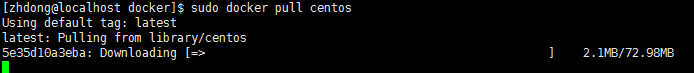 [zhdong@localhost docker]$ sudo docker pull centos
Using default tag: latest
latest: Pulling from library/centos
5e35d10a3eba: Downloading [=>                                                 ]    2.1MB/72.98MB